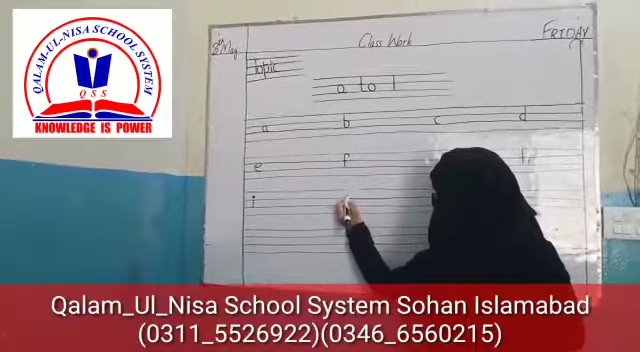 QALAM-UL-NISA SCHOOL SYSTEM
QSS
KNOWLEDGE IS POWER
8th May
Class Work
FRIDAY
Topic
a to l
a b c d
e f h
i
Qalam_Ul_Nisa School System Sohan Islamabad
(0311_5526922)(0346_6560215)